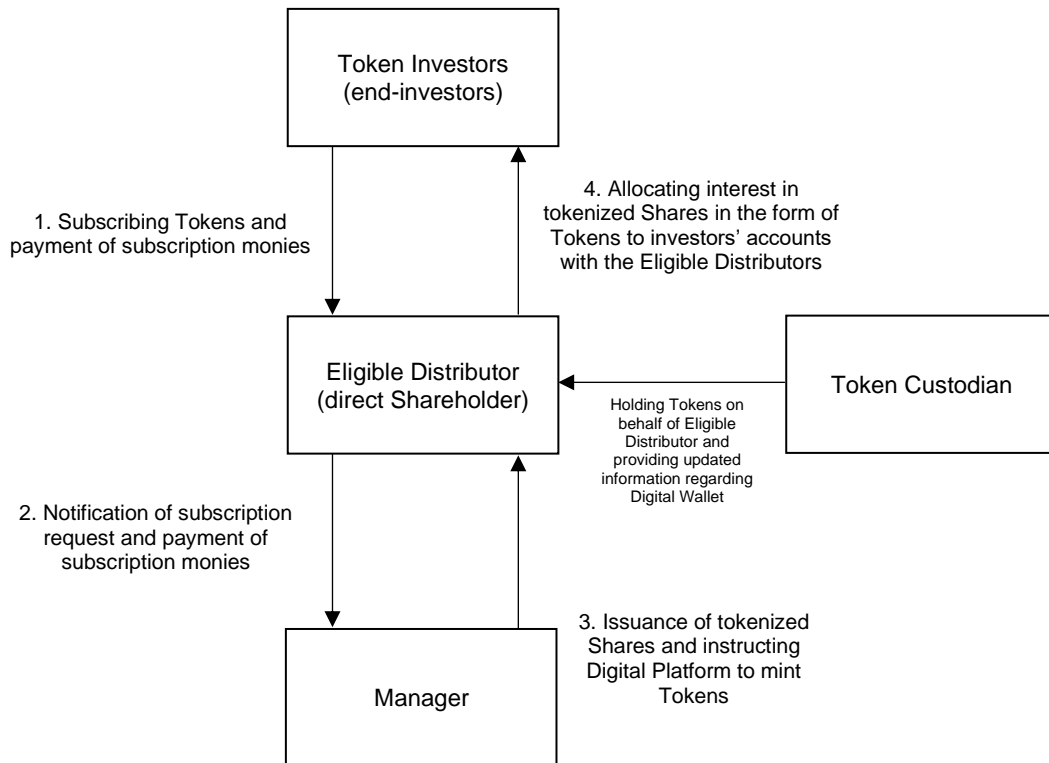 Token Investors
(end-investors)
1. Subscribing Tokens and
payment of subscription monies
4. Allocating interest in
tokenized Shares in the form of
Tokens to investors’ accounts
with the Eligible Distributors
Eligible Distributor
(direct Shareholder)
Token Custodian
Holding Tokens on
behalf of Eligible
Distributor and
providing updated
information regarding
Digital Wallet
2. Notification of subscription
request and payment of
subscription monies
3. Issuance of tokenized
Shares and instructing
Digital Platform to mint
Tokens
Manager